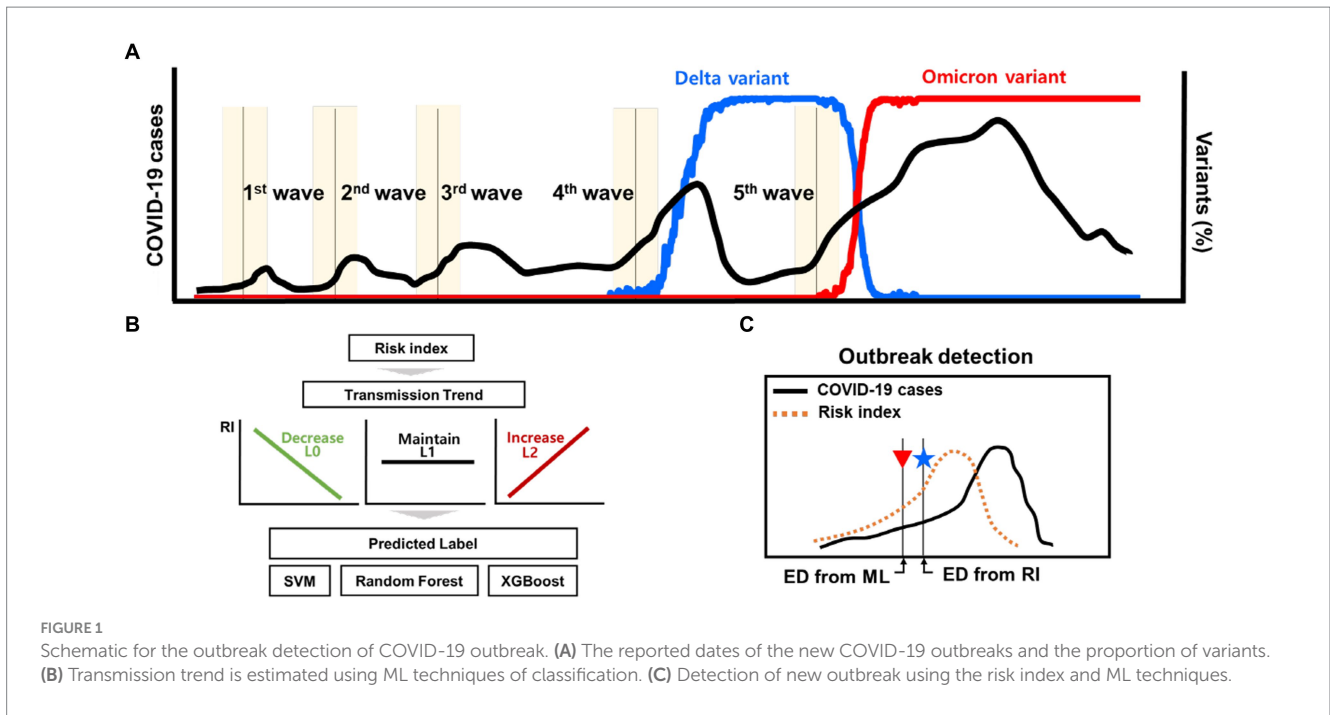 A
Delta variant
Omicron variant
COVID-19 cases
Variants (%)
1st wave
2nd wave
3rd wave
4th wave
5th wave
B
Risk index
Transmission Trend
RI
Decrease
L0
Maintain
L1
Increase
L2
Predicted Label
SVM
Random Forest
XGBoost
C
Outbreak detection
COVID-19 cases
Risk index
ED from ML
ED from RI
FIGURE 1
Schematic for the outbreak detection of COVID-19 outbreak. (A) The reported dates of the new COVID-19 outbreaks and the proportion of variants.
(B) Transmission trend is estimated using ML techniques of classification. (C) Detection of new outbreak using the risk index and ML techniques.